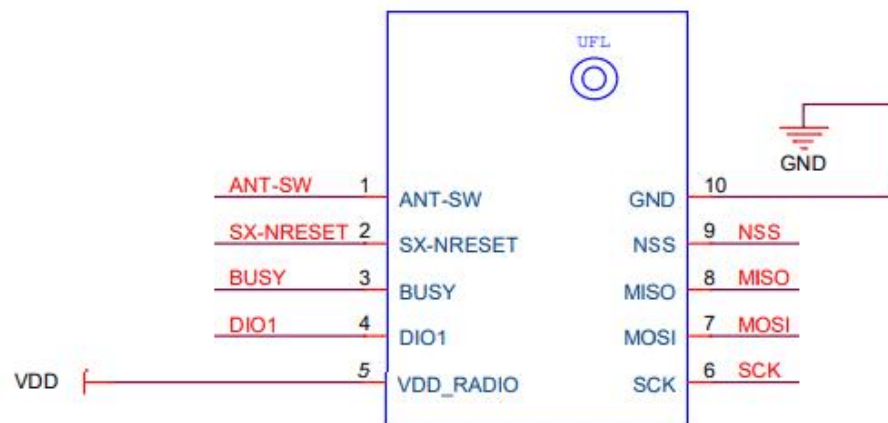 UFL
GND
ANT-SW 1 ANT-SW GND 10
SX-NRESET 2 SX-NRESET NSS 9 NSS
BUSY 3 BUSY MISO 8 MISO
DIO1 4 DIO1 MOSI 7 MOSI
VDD 5 VDD_RADIO SCK 6 SCK